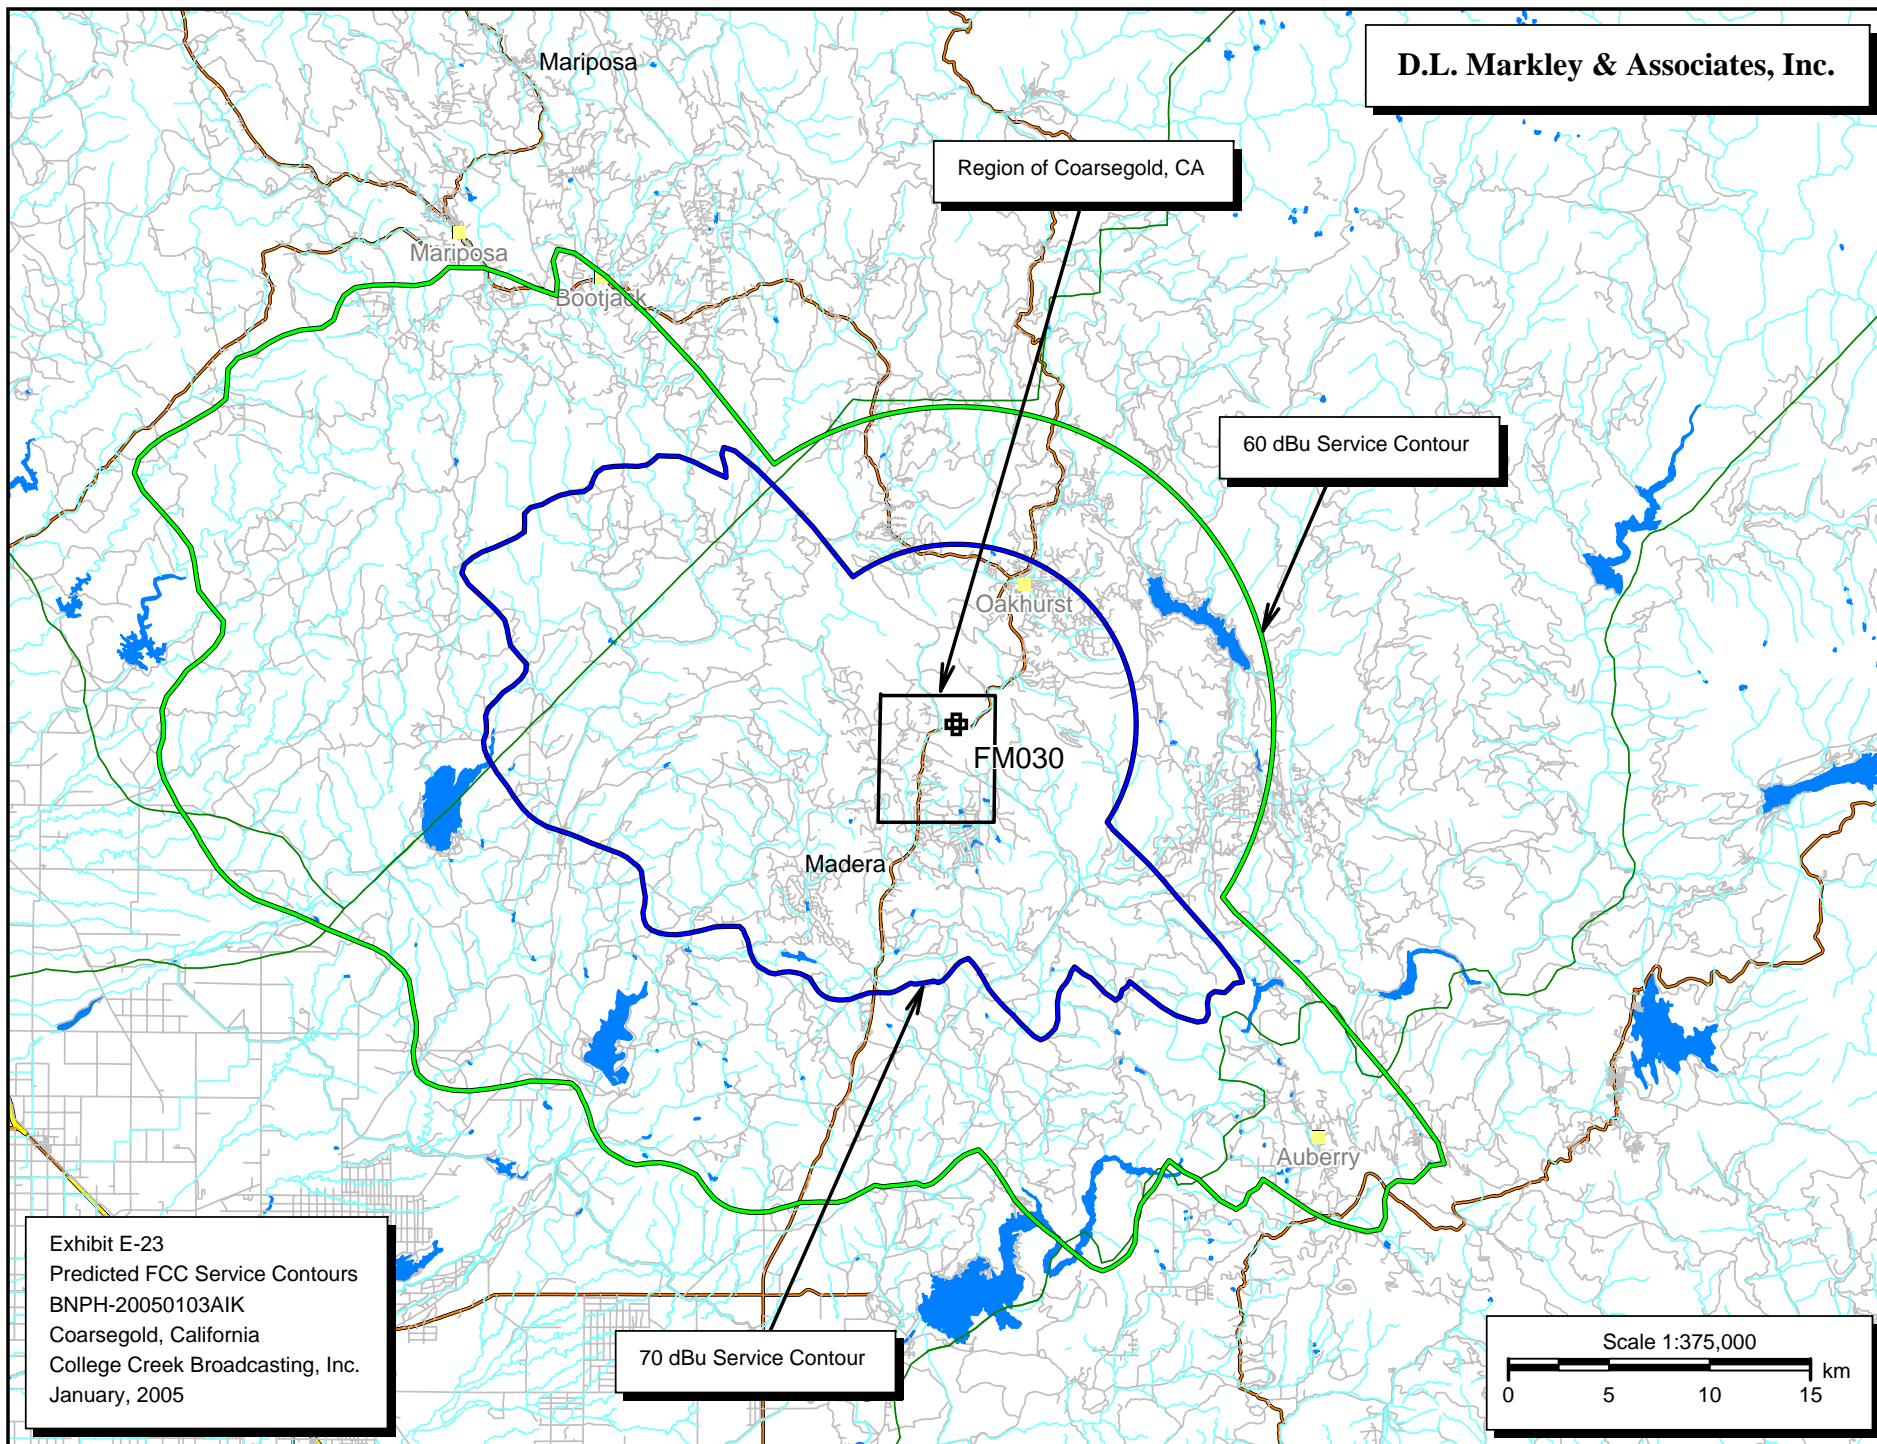 Mariposa
D.L. Markley & Associates, Inc.
Region of Coarsegold, CA
Mariposa
Bootjack
60 dBu Service Contour
Oakhurst
FM030
Madera
Auberry
Exhibit E-23
Predicted FCC Service Contours
BNPH-20050103AIK
Coarsegold, California
College Creek Broadcasting, Inc.
January, 2005
70 dBu Service Contour
Scale 1:375,000
km
0 5 10 15